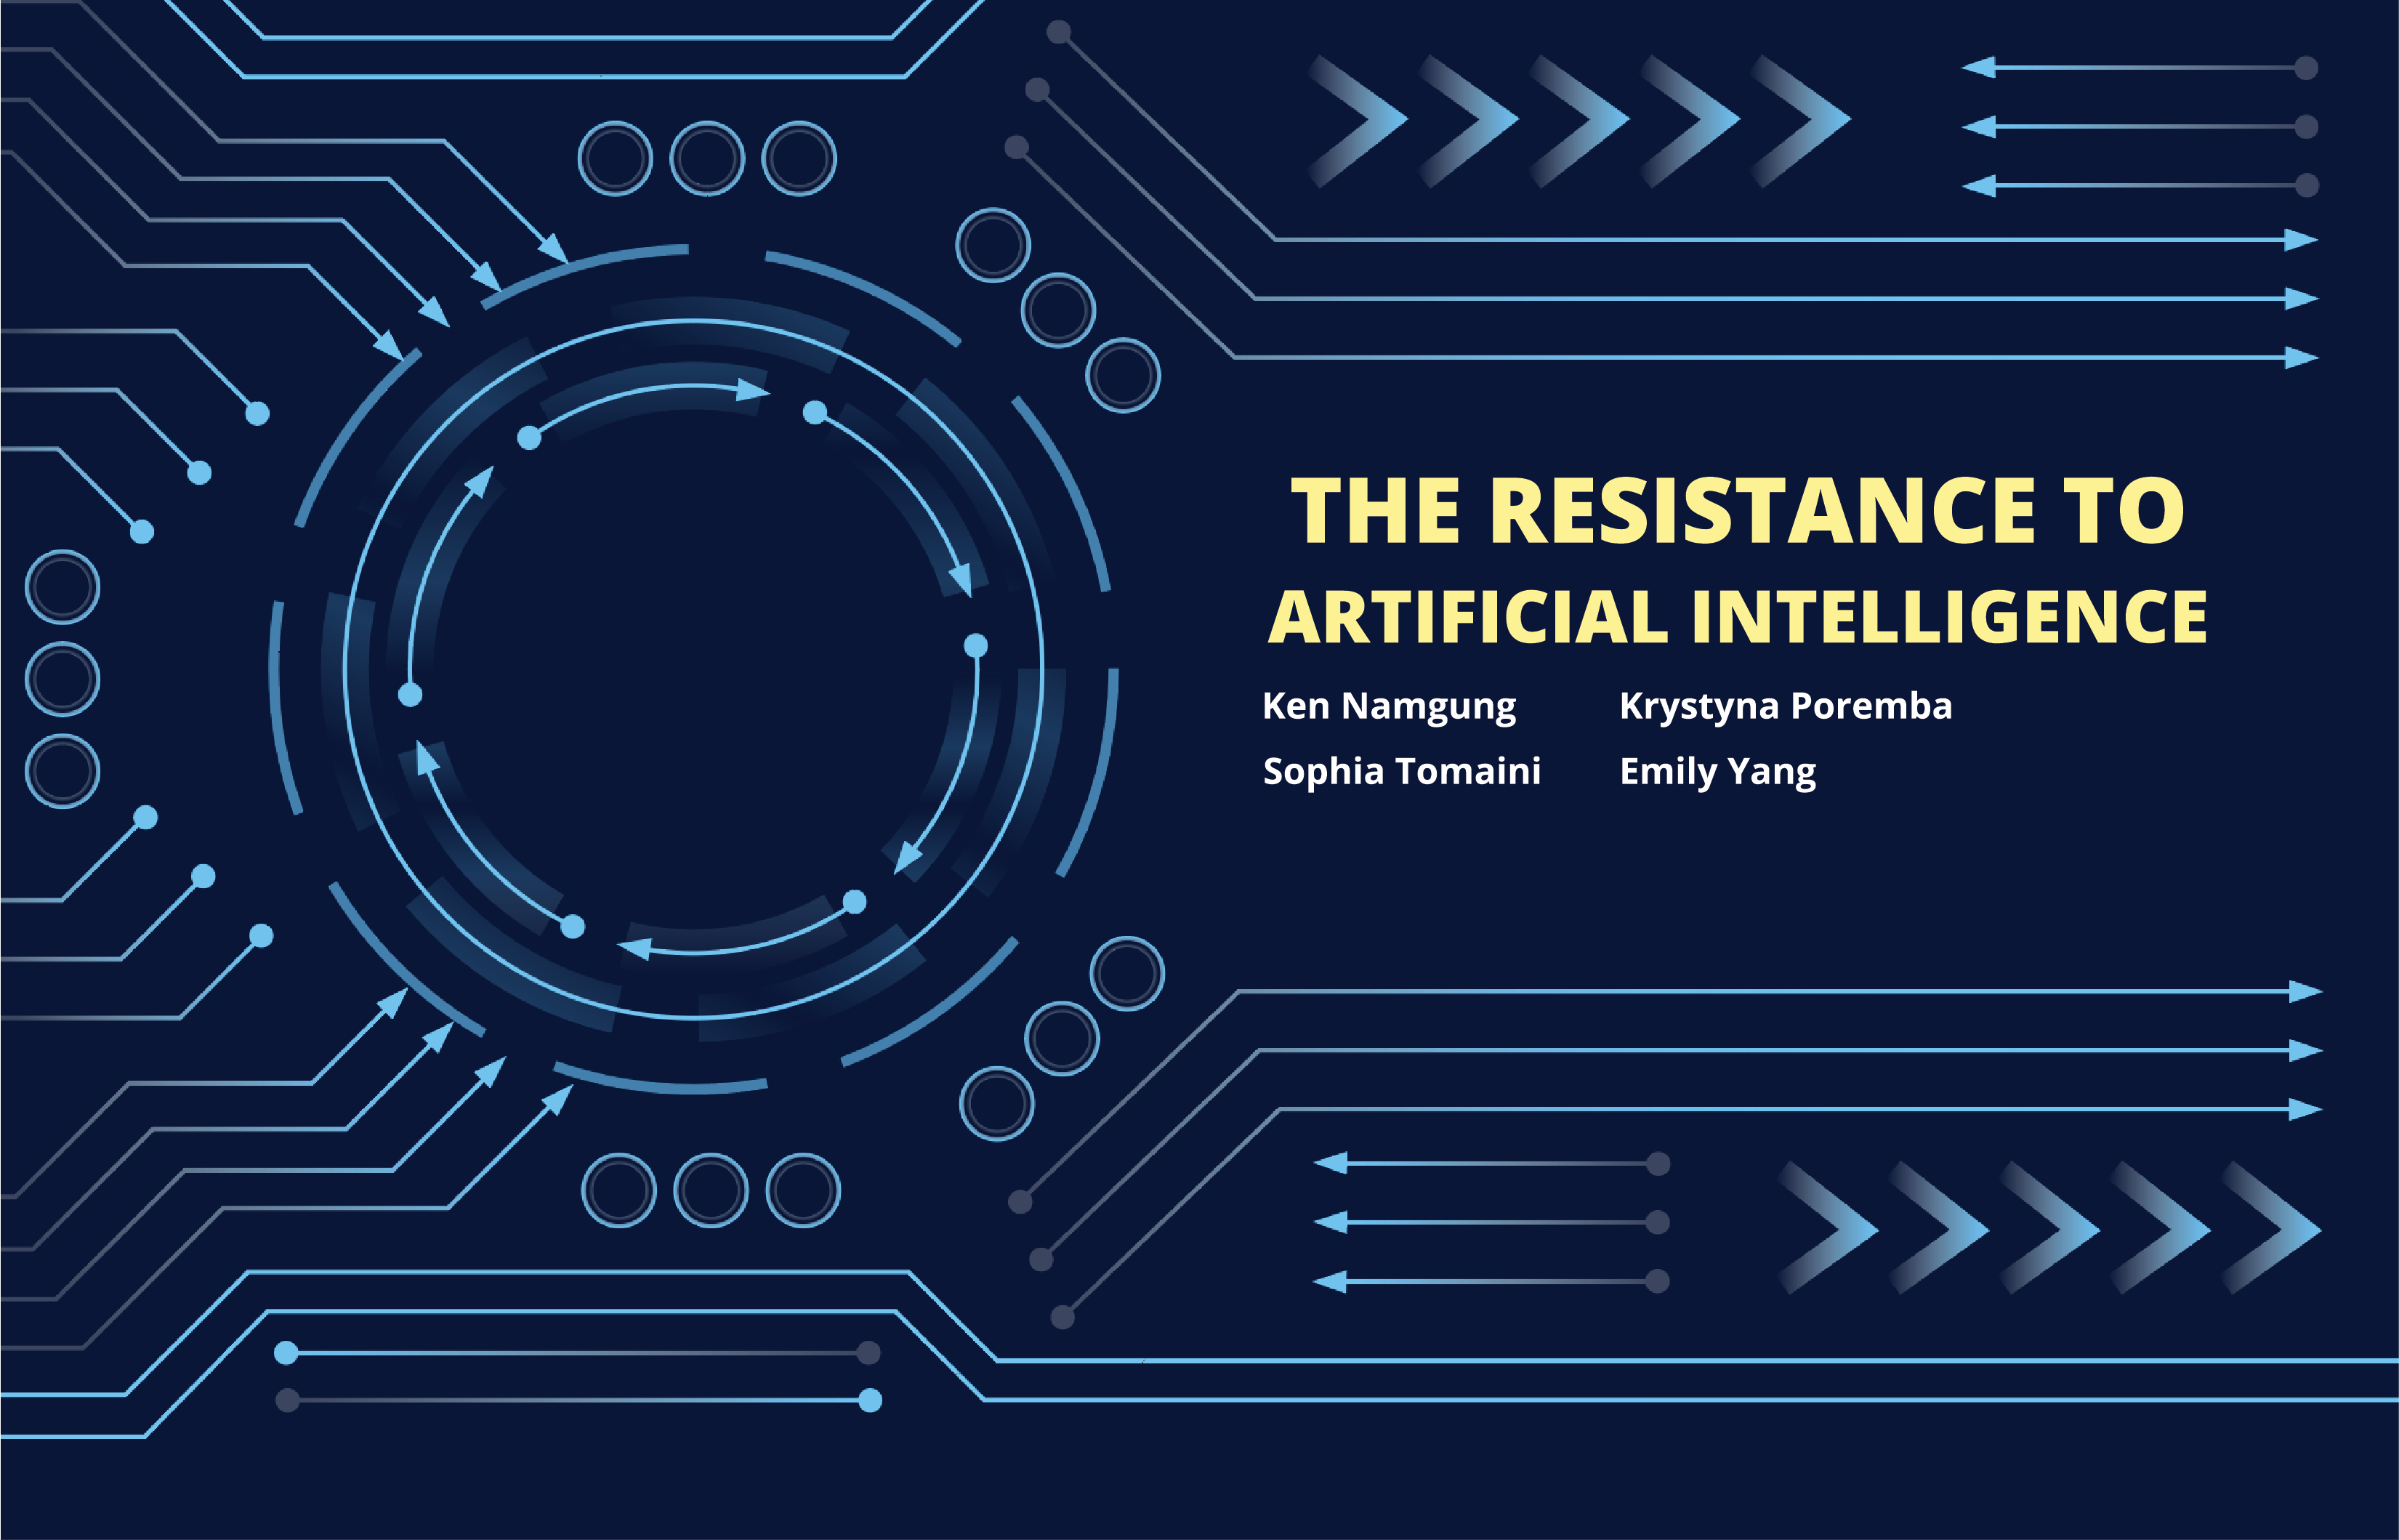 THE RESISTANCE TO
ARTIFICIAL INTELLIGENCE
Ken Namgung
Krystyna Poremba
Sophia Tomaini
Emily Yang